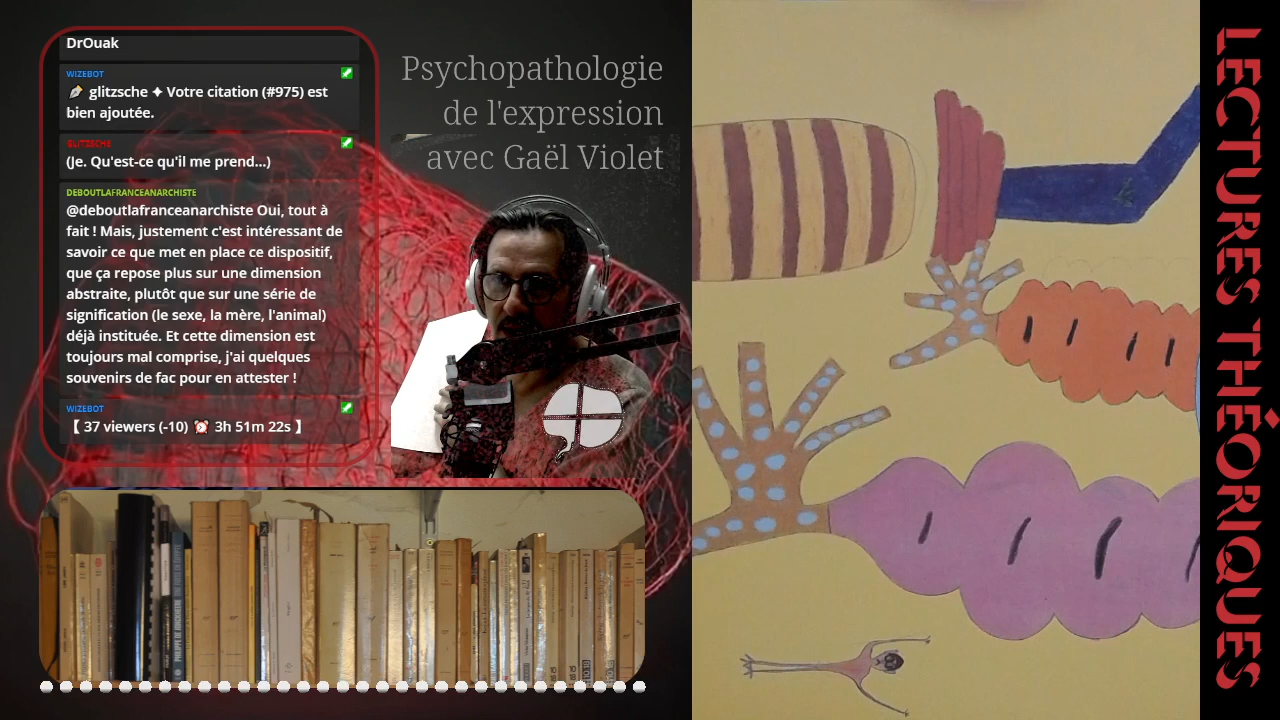 DrOuak
WIZEBOT
glitzsche ✦ Votre citation (#975) est
bien ajoutée.
GLITZSCHE
(Je. Qu'est-ce qu'il me prend...)
DEBOUTLAFRANCEANARCHISTE
@deboutlafranceanarchiste Oui, tout à
fait ! Mais, justement c'est intéressant de
savoir ce que met en place ce dispositif,
que ça repose plus sur une dimension
abstraite, plutôt que sur une série de
signification (le sexe, la mère, l'animal)
déjà instituée. Et cette dimension est
toujours mal comprise, j'ai quelques
souvenirs de fac pour en attester !
WIZEBOT
【 37 viewers (-10) ⏰ 3h 51m 22s 】
Psychopathologie
de l'expression
avec Gaël Violet
LECTURES THÉORIQUES